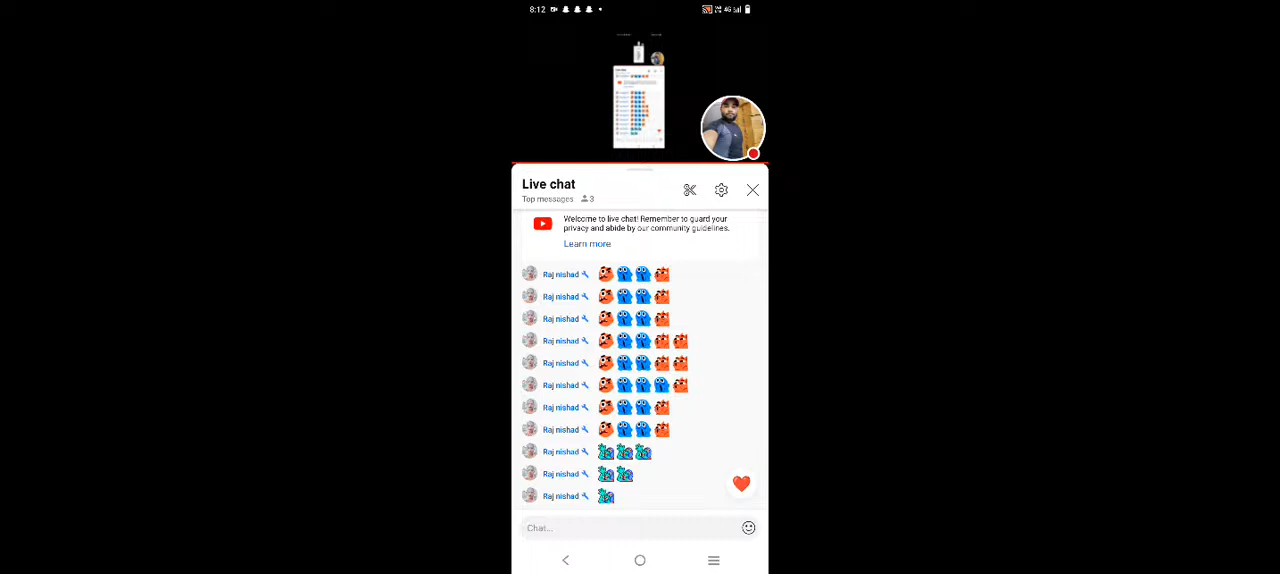 8:12
4G
Live chat
Top messages 3
Welcome to live chat! Remember to guard your
privacy and abide by our community guidelines.
Learn more
Raj nishad
Raj nishad
Raj nishad
Raj nishad
Raj nishad
Raj nishad
Raj nishad
Raj nishad
Raj nishad
Raj nishad
Raj nishad
Chat...